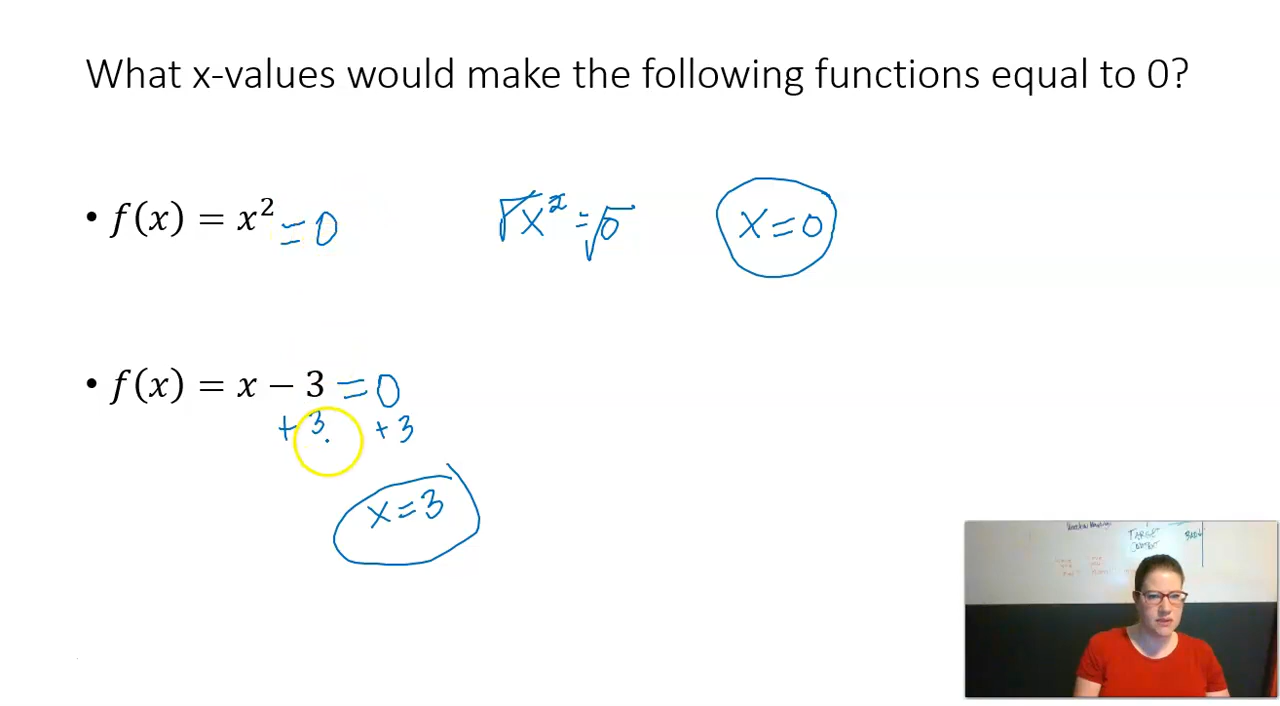 What x-values would make the following functions equal to 0?
• f(x) = x² = 0 √x² = √0 x = 0
• f(x) = x − 3 = 0
+ 3 + 3
x = 3
TARGET